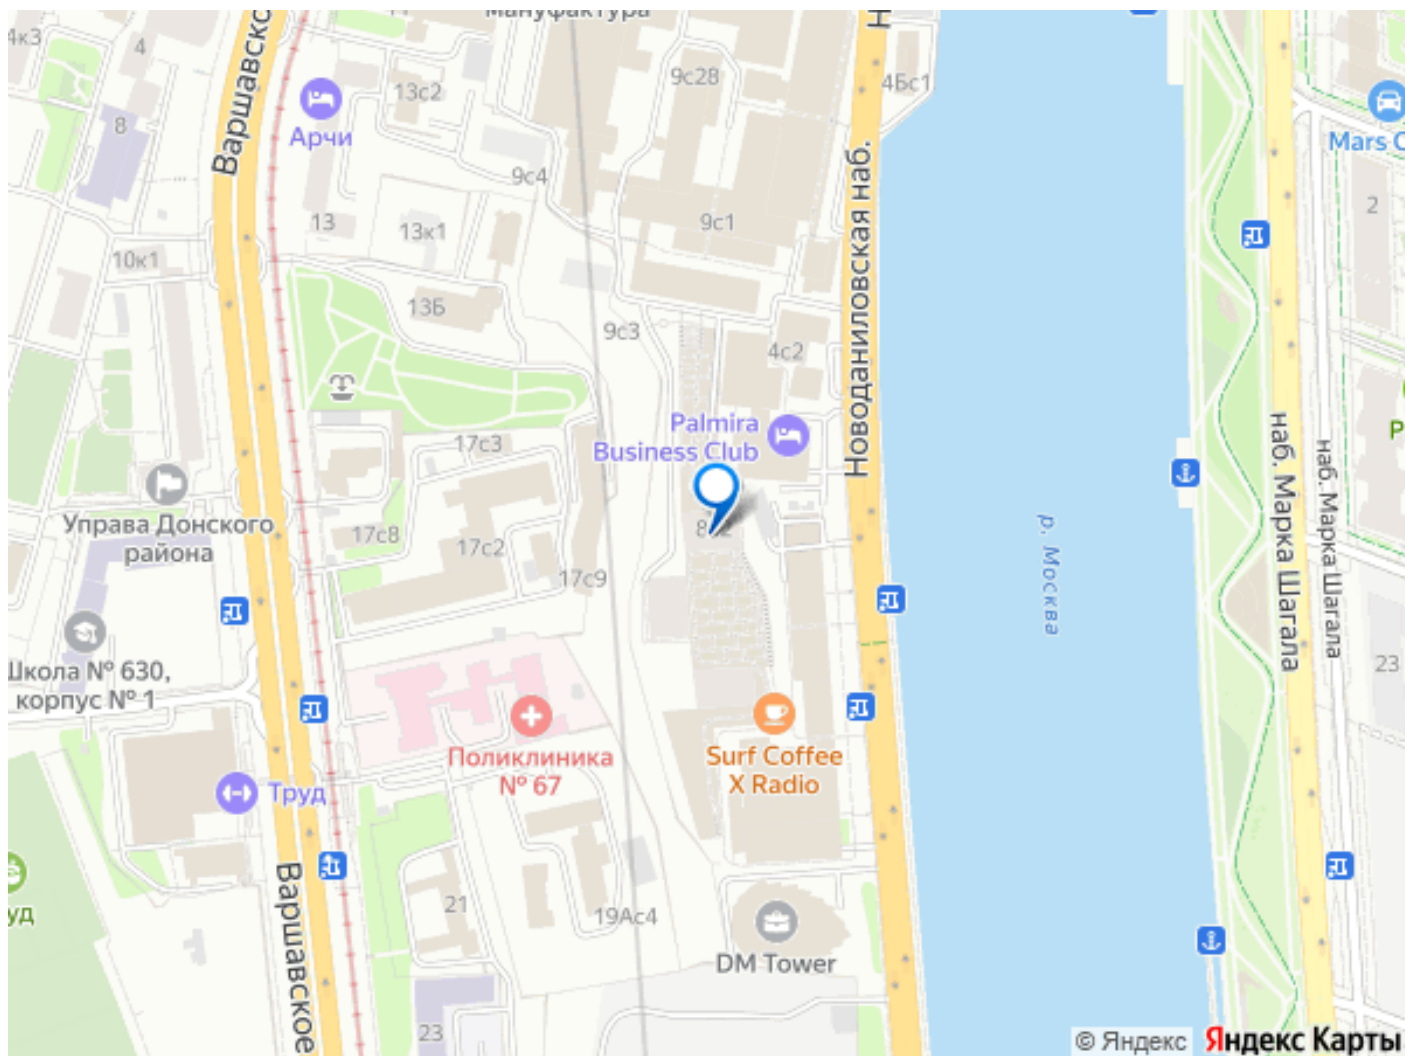 мануфактура
4к3
4
8
Варшавско
Арчи
13с2
9с28
4Бс1
9с4
Mars C
2
13
13к1
9с1
10к1
13Б
9с3
4с2
Новоданиловская наб.
Palmira
Business Club
17с3
Управа Донского
района
17с8
17с2
17с9
р. Москва
наб. Марка Шагала
наб. Марка Шагала
Школа № 630,
корпус № 1
23
Поликлиника
№ 67
Surf Coffee
X Radio
Труд
уд
Варшавское
21
19Ас4
DM Tower
23
© Яндекс
Яндекс Карты